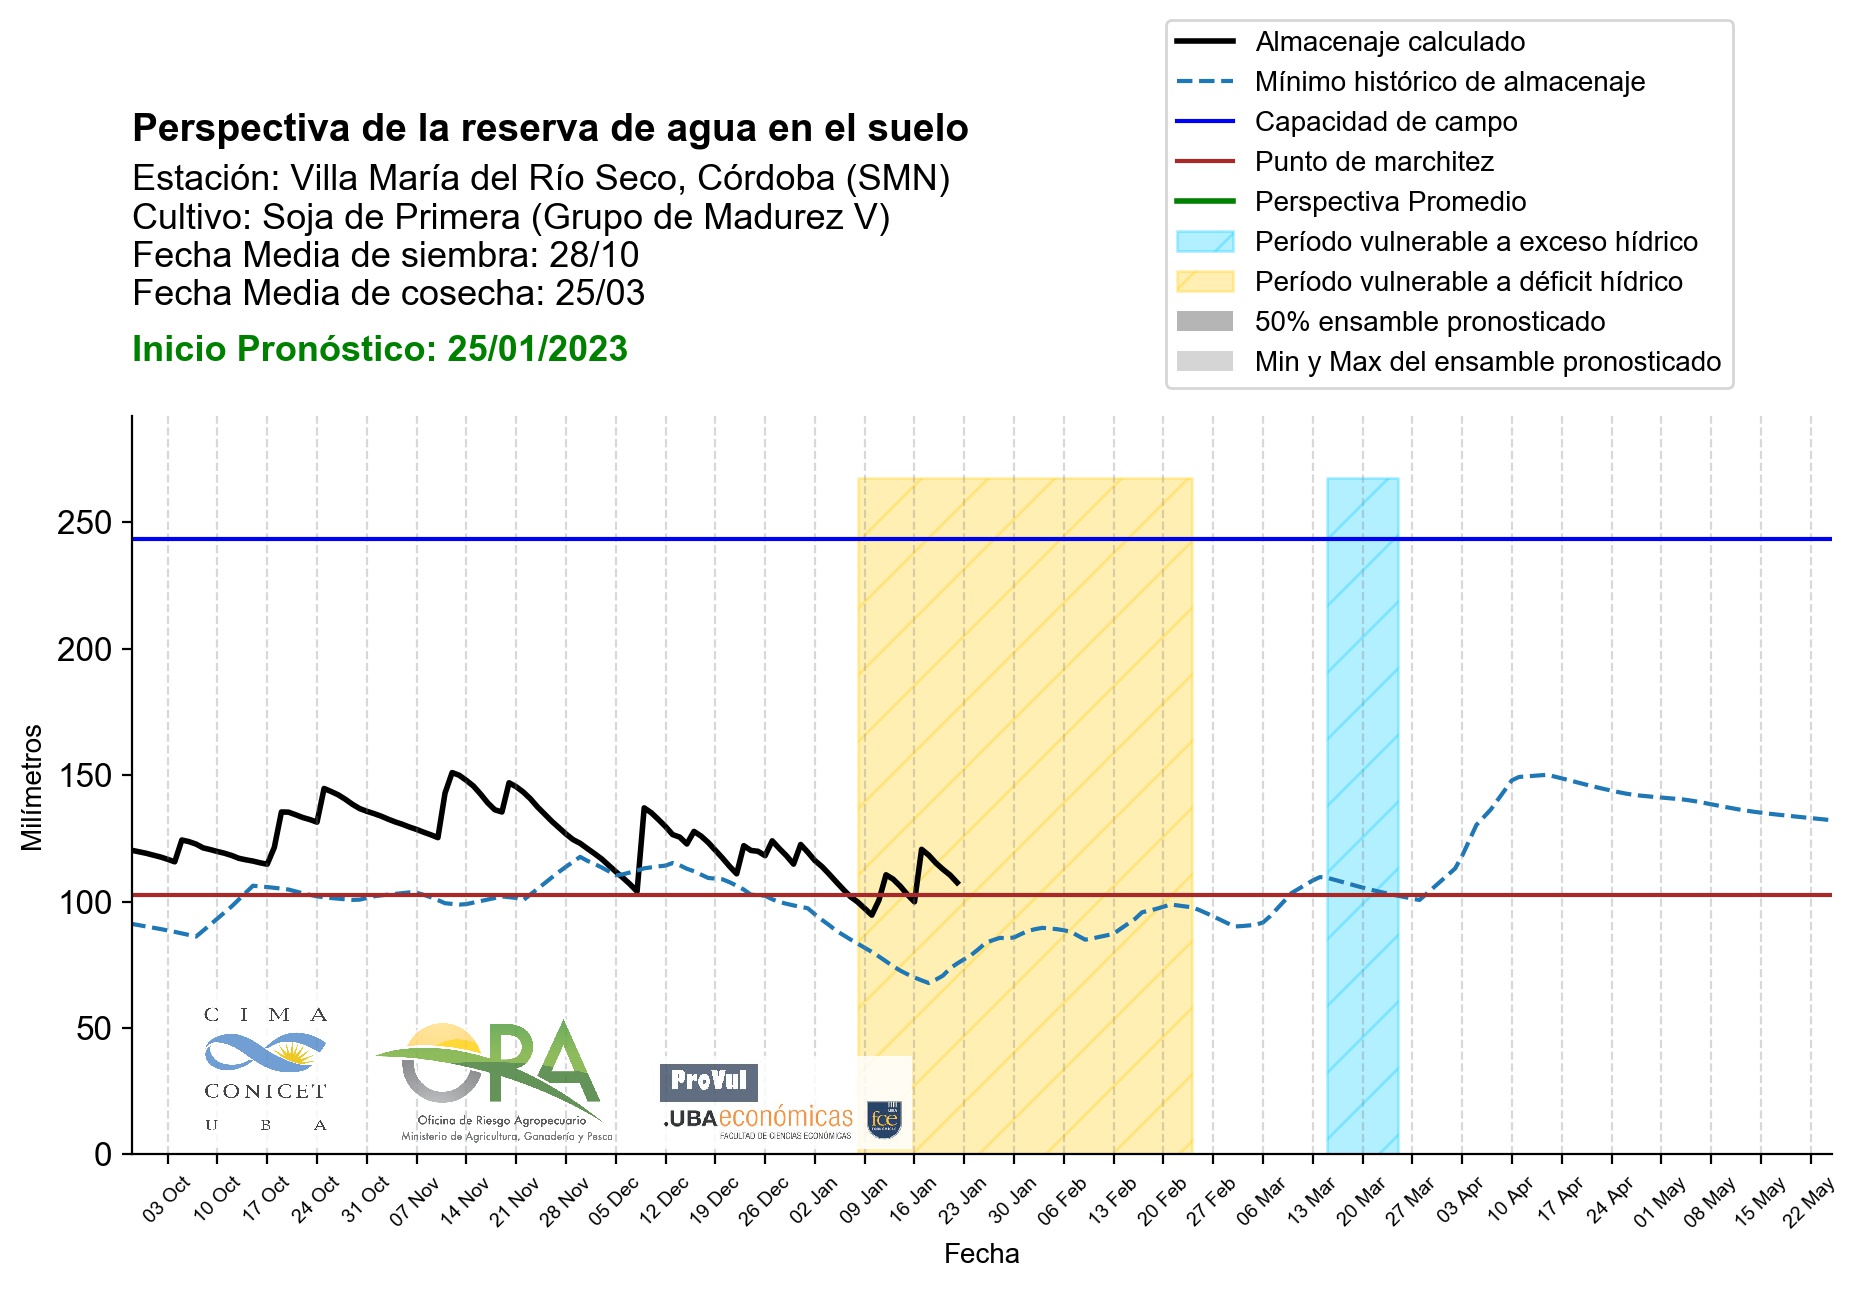 Almacenaje calculado
Mínimo histórico de almacenaje
Capacidad de campo
Punto de marchitez
Perspectiva Promedio
Período vulnerable a exceso hídrico
Período vulnerable a déficit hídrico
50% ensamble pronosticado
Min y Max del ensamble pronosticado
Perspectiva de la reserva de agua en el suelo
Estación: Villa María del Río Seco, Córdoba (SMN)
Cultivo: Soja de Primera (Grupo de Madurez V)
Fecha Media de siembra: 28/10
Fecha Media de cosecha: 25/03
Inicio Pronóstico: 25/01/2023
Milímetros
250
200
150
100
50
0
CIMA
CONICET
UBA
ORA
Oficina de Riesgo Agropecuario
Ministerio de Agricultura, Ganadería y Pesca
ProVul
.UBAeconómicas
FACULTAD DE CIENCIAS ECONÓMICAS
fce
03 Oct
10 Oct
17 Oct
24 Oct
31 Oct
07 Nov
14 Nov
21 Nov
28 Nov
05 Dec
12 Dec
19 Dec
26 Dec
02 Jan
09 Jan
16 Jan
23 Jan
30 Jan
06 Feb
13 Feb
20 Feb
27 Feb
06 Mar
13 Mar
20 Mar
27 Mar
03 Apr
10 Apr
17 Apr
24 Apr
01 May
08 May
15 May
22 May
Fecha